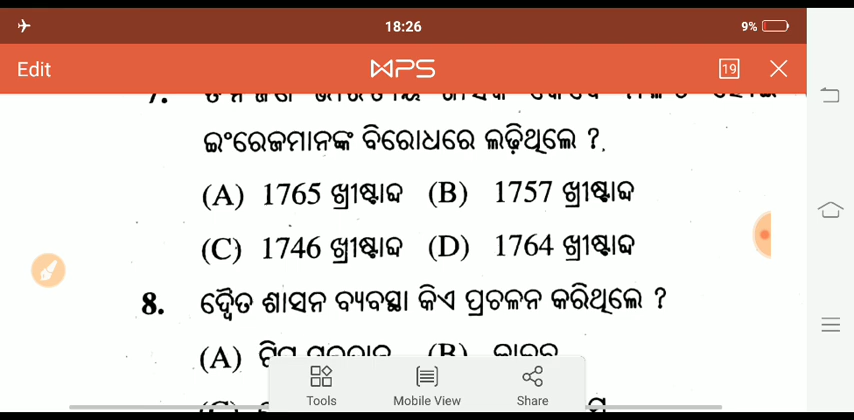 18:26
9%
Edit
WPS
19
7.
ଇଂରେଜମାନଙ୍କ ବିରୋଧରେ ଲଢ଼ିଥିଲେ ?
(A) 1765 ଖ୍ରୀଷ୍ଟାବ୍ଦ (B) 1757 ଖ୍ରୀଷ୍ଟାବ୍ଦ
(C) 1746 ଖ୍ରୀଷ୍ଟାବ୍ଦ (D) 1764 ଖ୍ରୀଷ୍ଟାବ୍ଦ
8. ଦ୍ୱୈତ ଶାସନ ବ୍ୟବସ୍ଥା କିଏ ପ୍ରଚଳନ କରିଥିଲେ ?
(A) (B)
Tools Mobile View Share